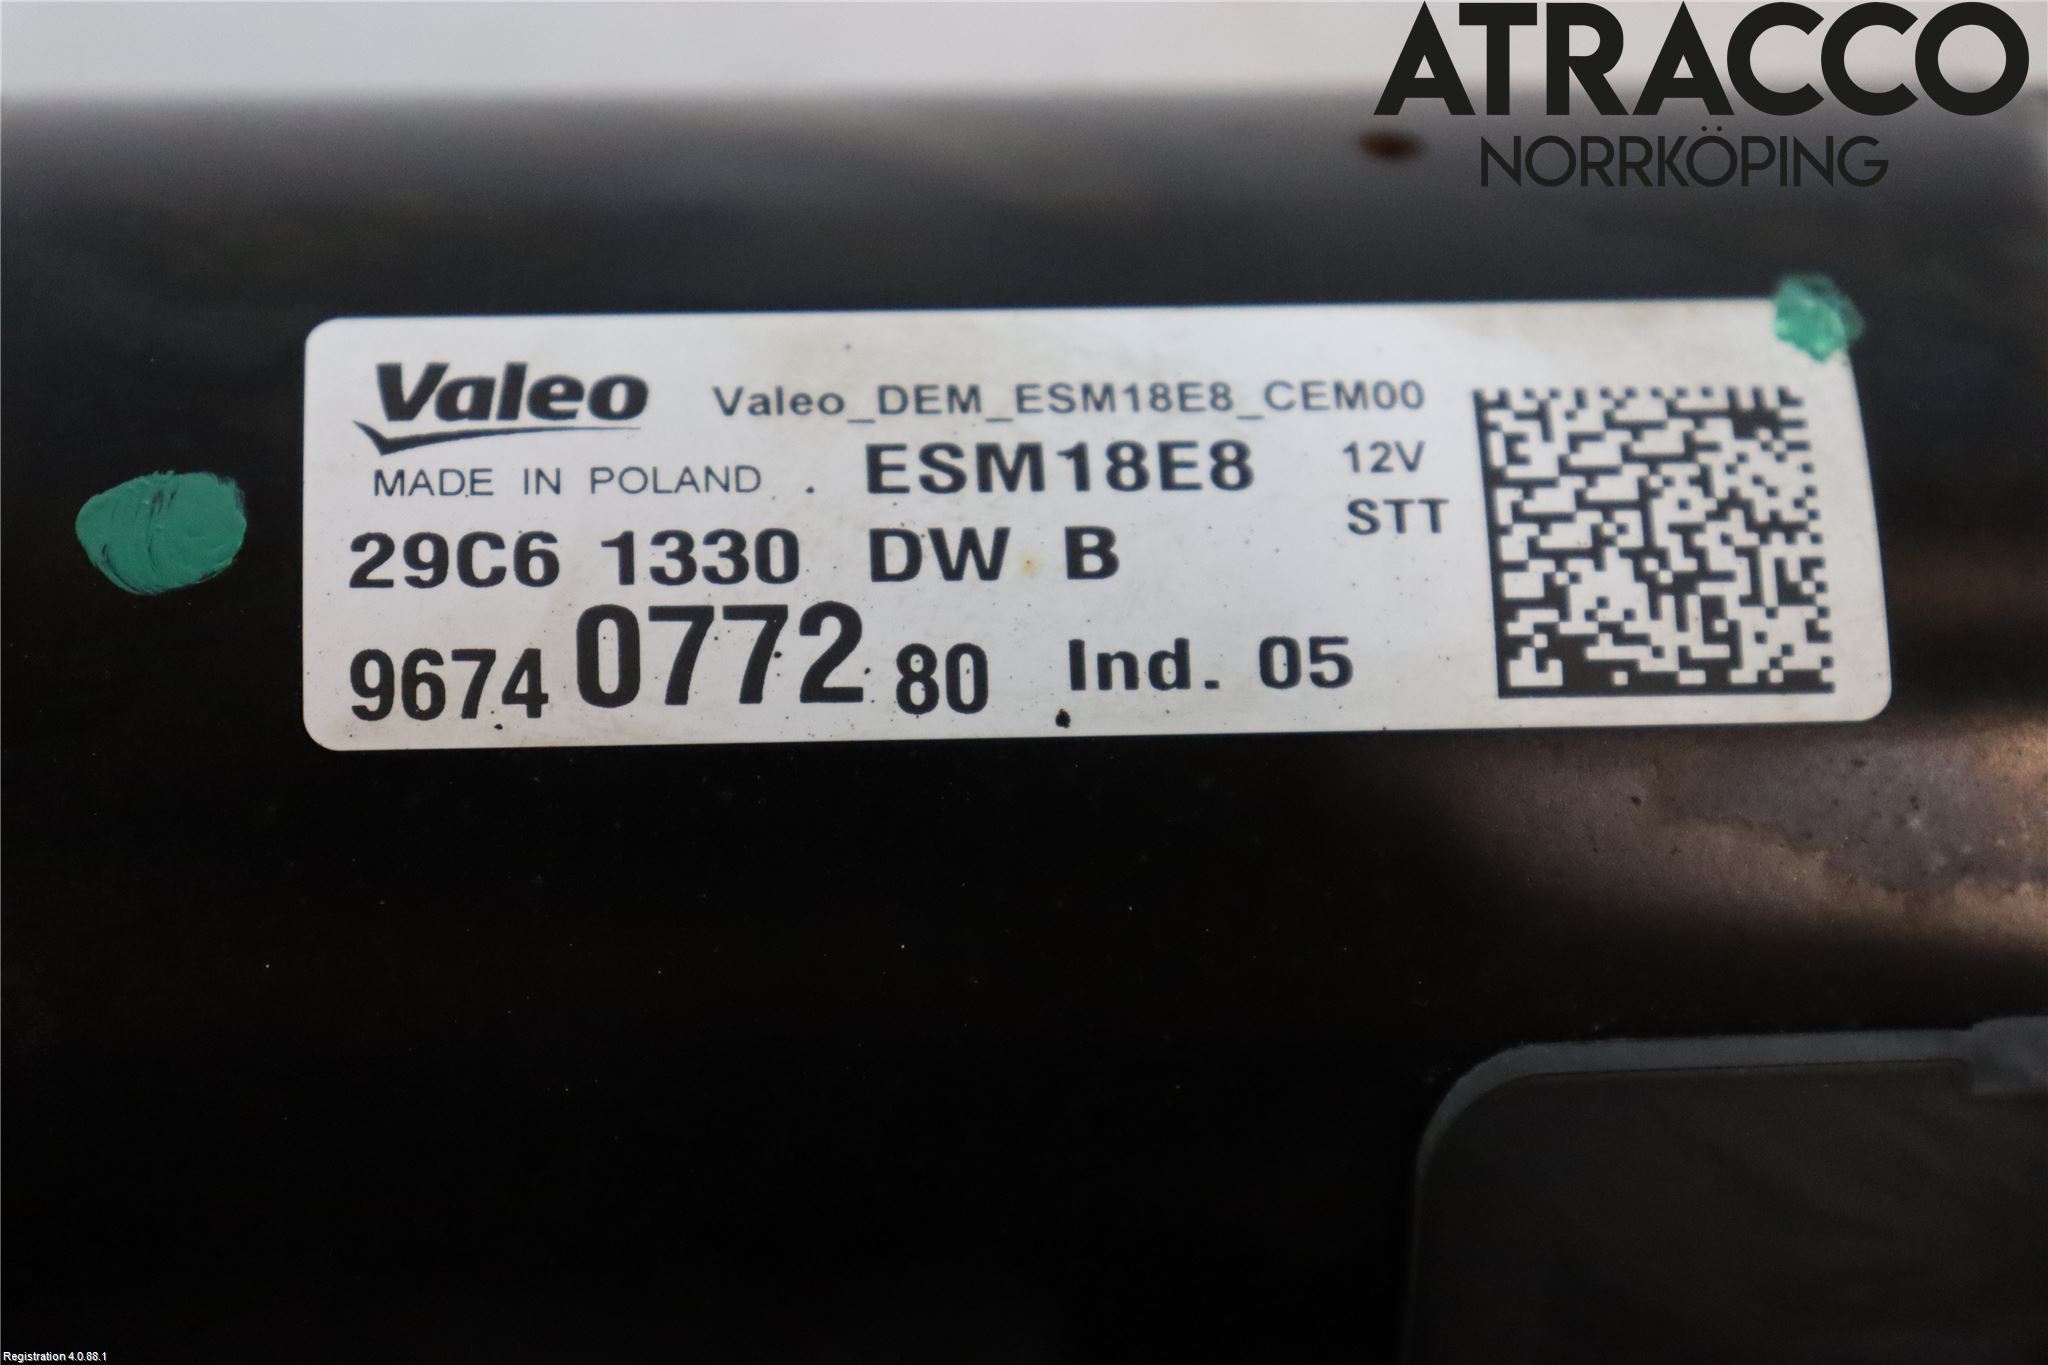 ATRACCO
NORRKÖPING
Valeo Valeo_DEM_ESM18E8_CEM00
MADE IN POLAND . ESM18E8 12V
STT
29C6 1330 DW B
9674 0772 80 Ind. 05
Registration 4.0.88.1